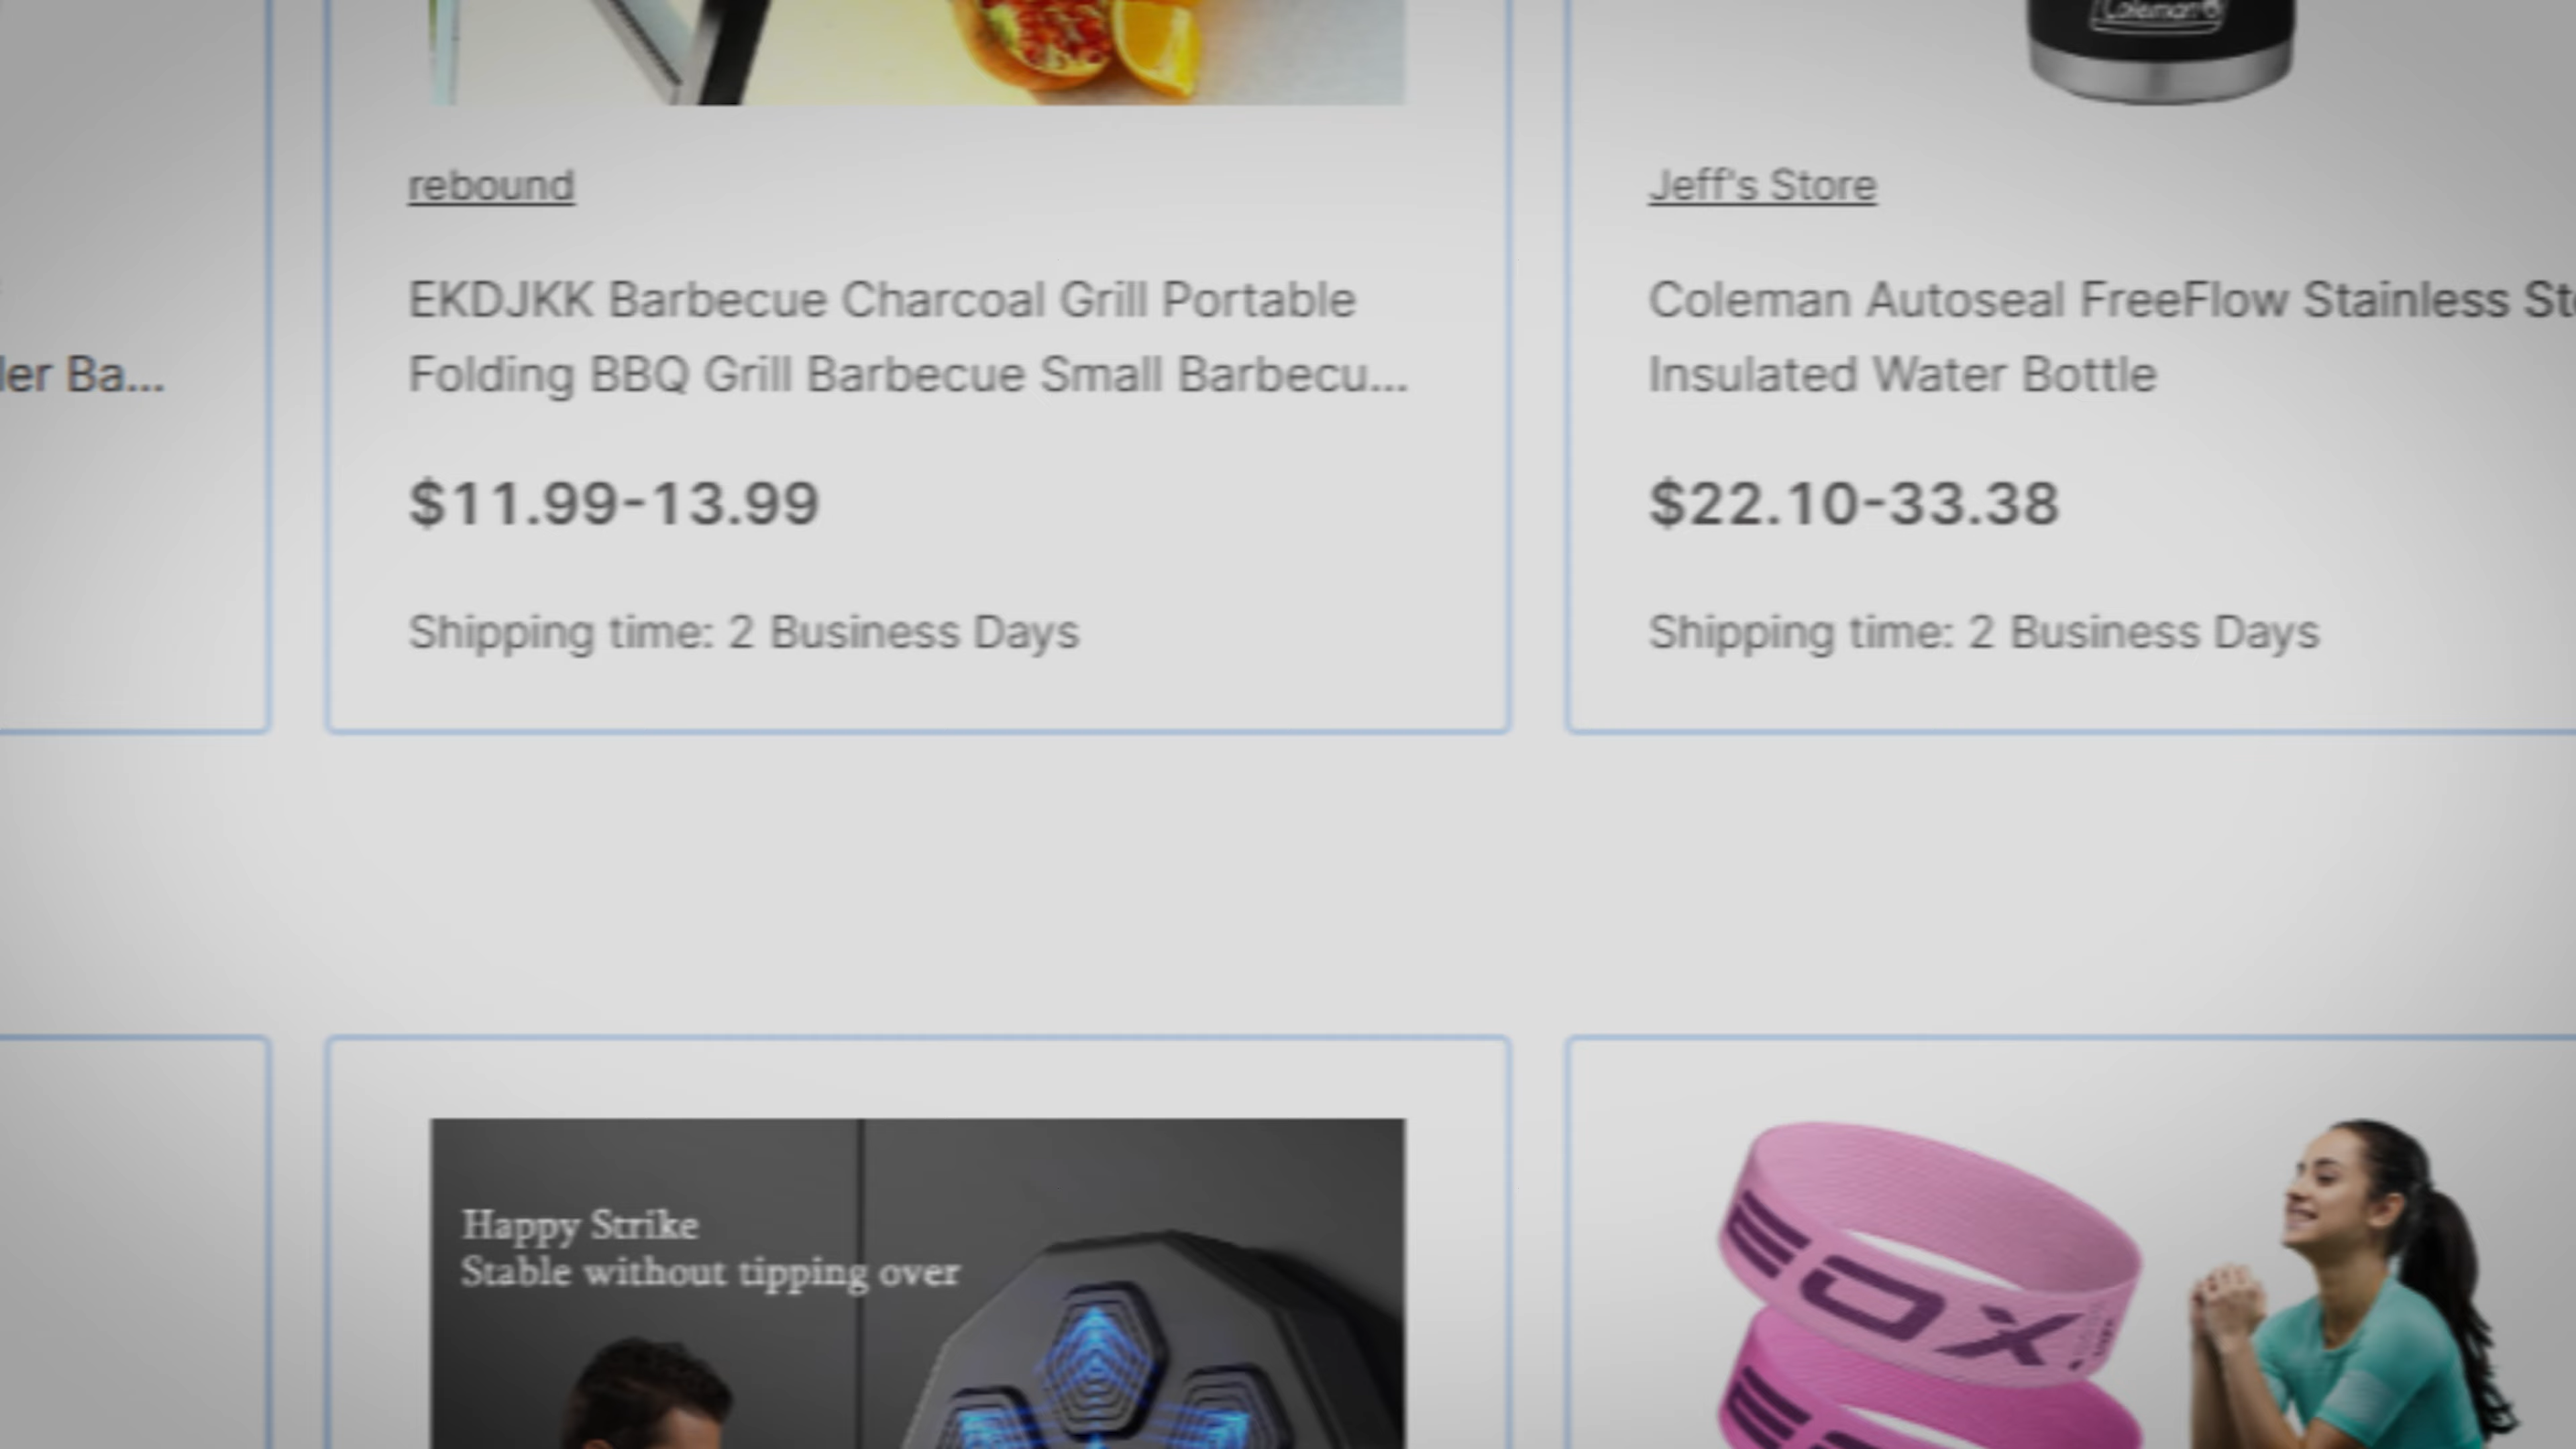 Coleman
rebound
Jeff's Store
EKDJKK Barbecue Charcoal Grill Portable
Folding BBQ Grill Barbecue Small Barbecu...
Coleman Autoseal FreeFlow Stainless
Insulated Water Bottle
ler Ba...
$11.99-13.99
$22.10-33.38
Shipping time: 2 Business Days
Shipping time: 2 Business Days
Happy Strike
Stable without tipping over
EOX